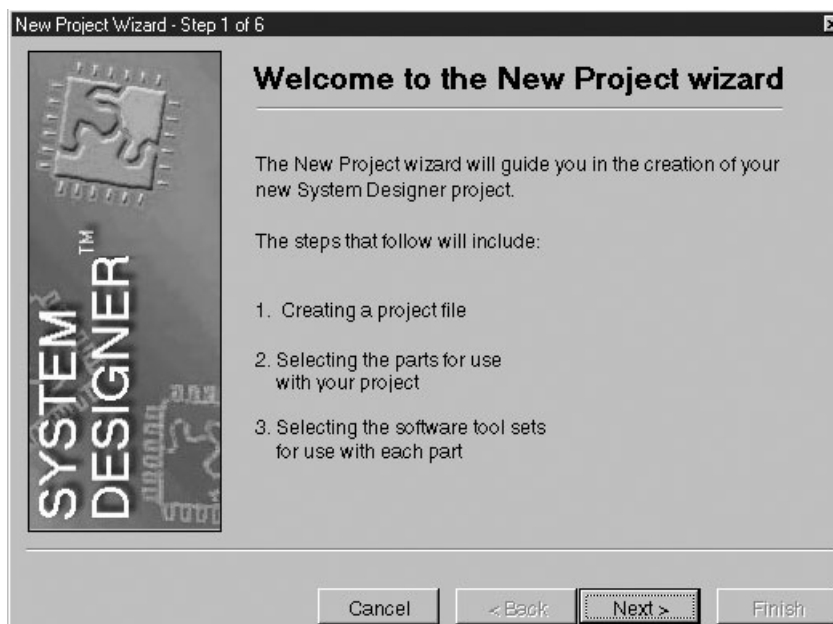 New Project Wizard - Step 1 of 6
SYSTEM
DESIGNER™
Welcome to the New Project wizard
The New Project wizard will guide you in the creation of your
new System Designer project.
The steps that follow will include:
1. Creating a project file
2. Selecting the parts for use
with your project
3. Selecting the software tool sets
for use with each part
Cancel
< Back
Next >
Finish